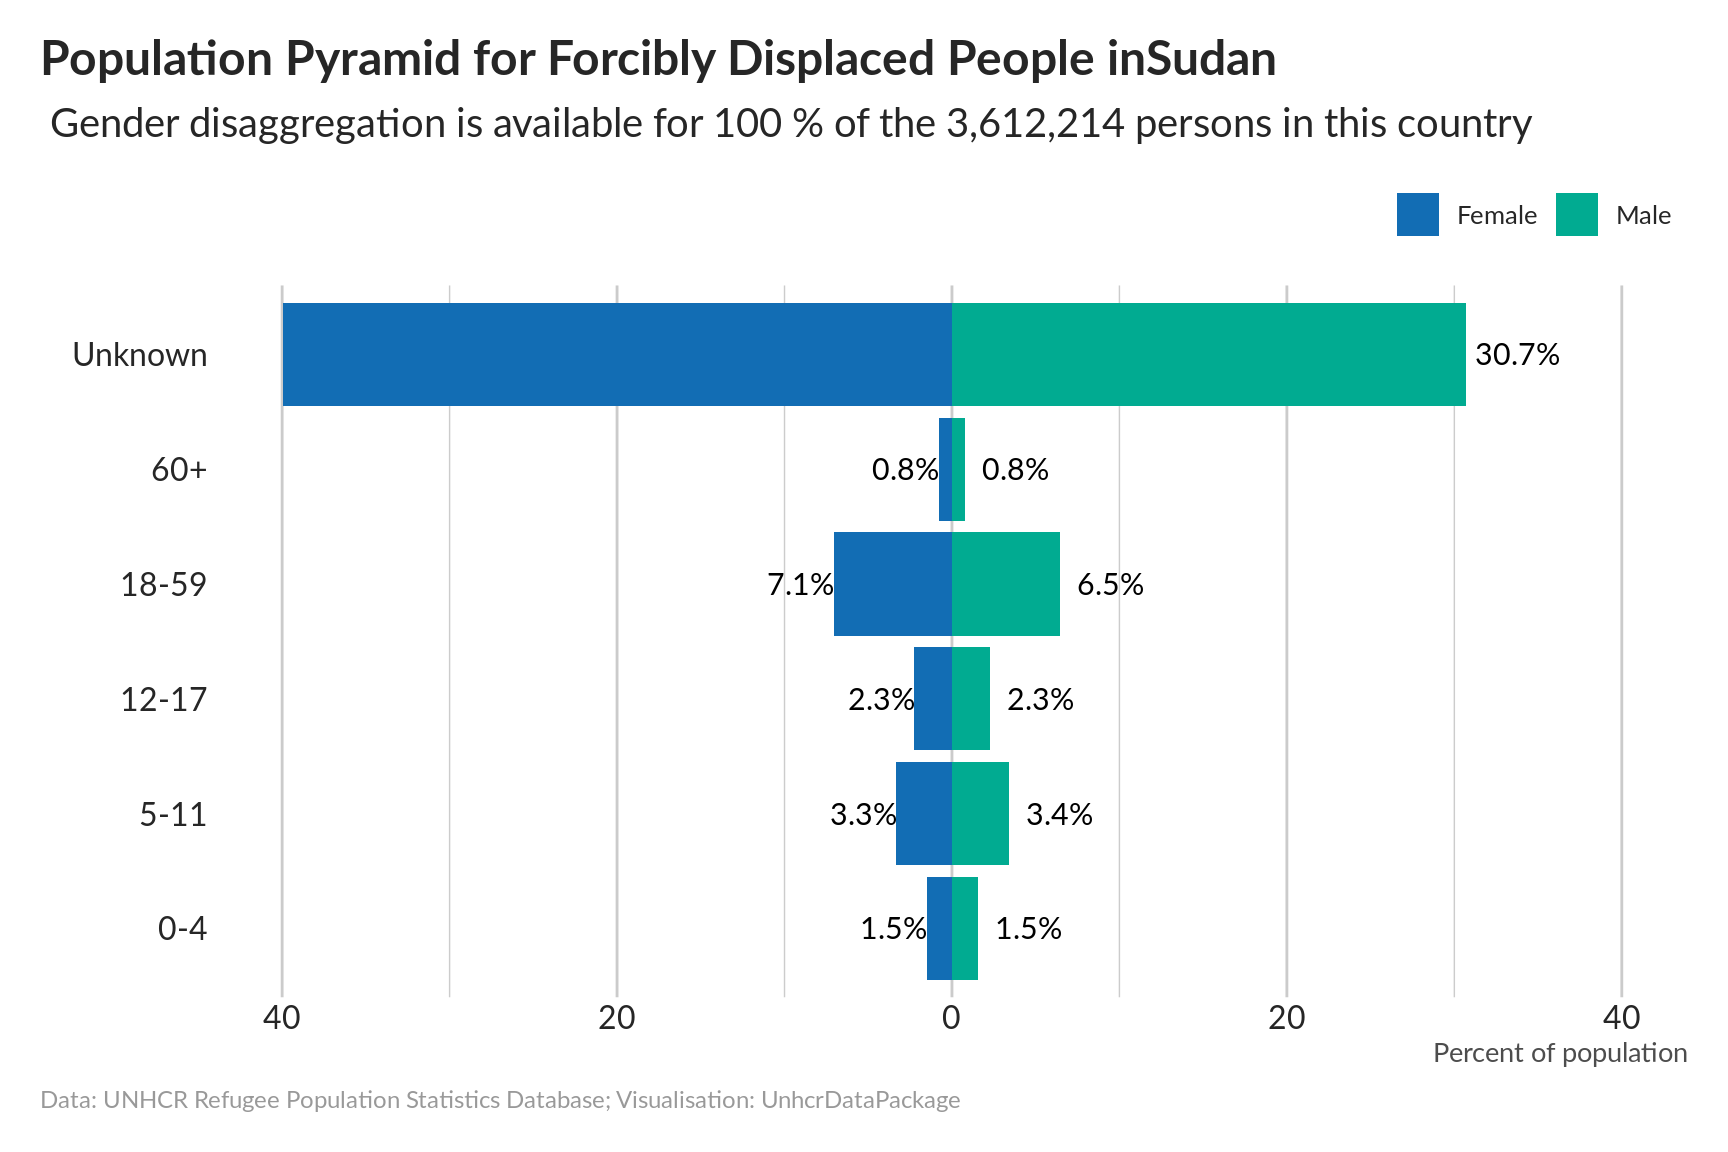 Population Pyramid for Forcibly Displaced People inSudan
Gender disaggregation is available for 100 % of the 3,612,214 persons in this country
Female Male
Unknown 30.7%
60+ 0.8% 0.8%
18-59 7.1% 6.5%
12-17 2.3% 2.3%
5-11 3.3% 3.4%
0-4 1.5% 1.5%
40 20 0 20 40
Percent of population
Data: UNHCR Refugee Population Statistics Database; Visualisation: UnhcrDataPackage